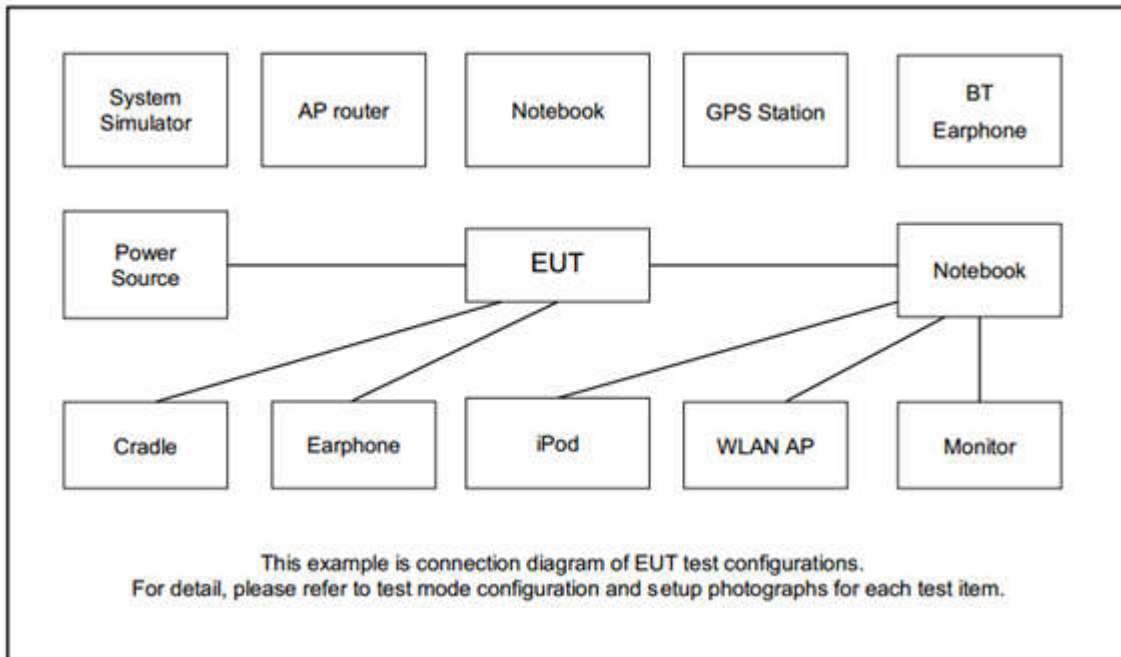 System
Simulator
AP router
Notebook
GPS Station
BT
Earphone
Power
Source
EUT
Notebook
Cradle
Earphone
iPod
WLAN AP
Monitor
This example is connection diagram of EUT test configurations.
For detail, please refer to test mode configuration and setup photographs for each test item.